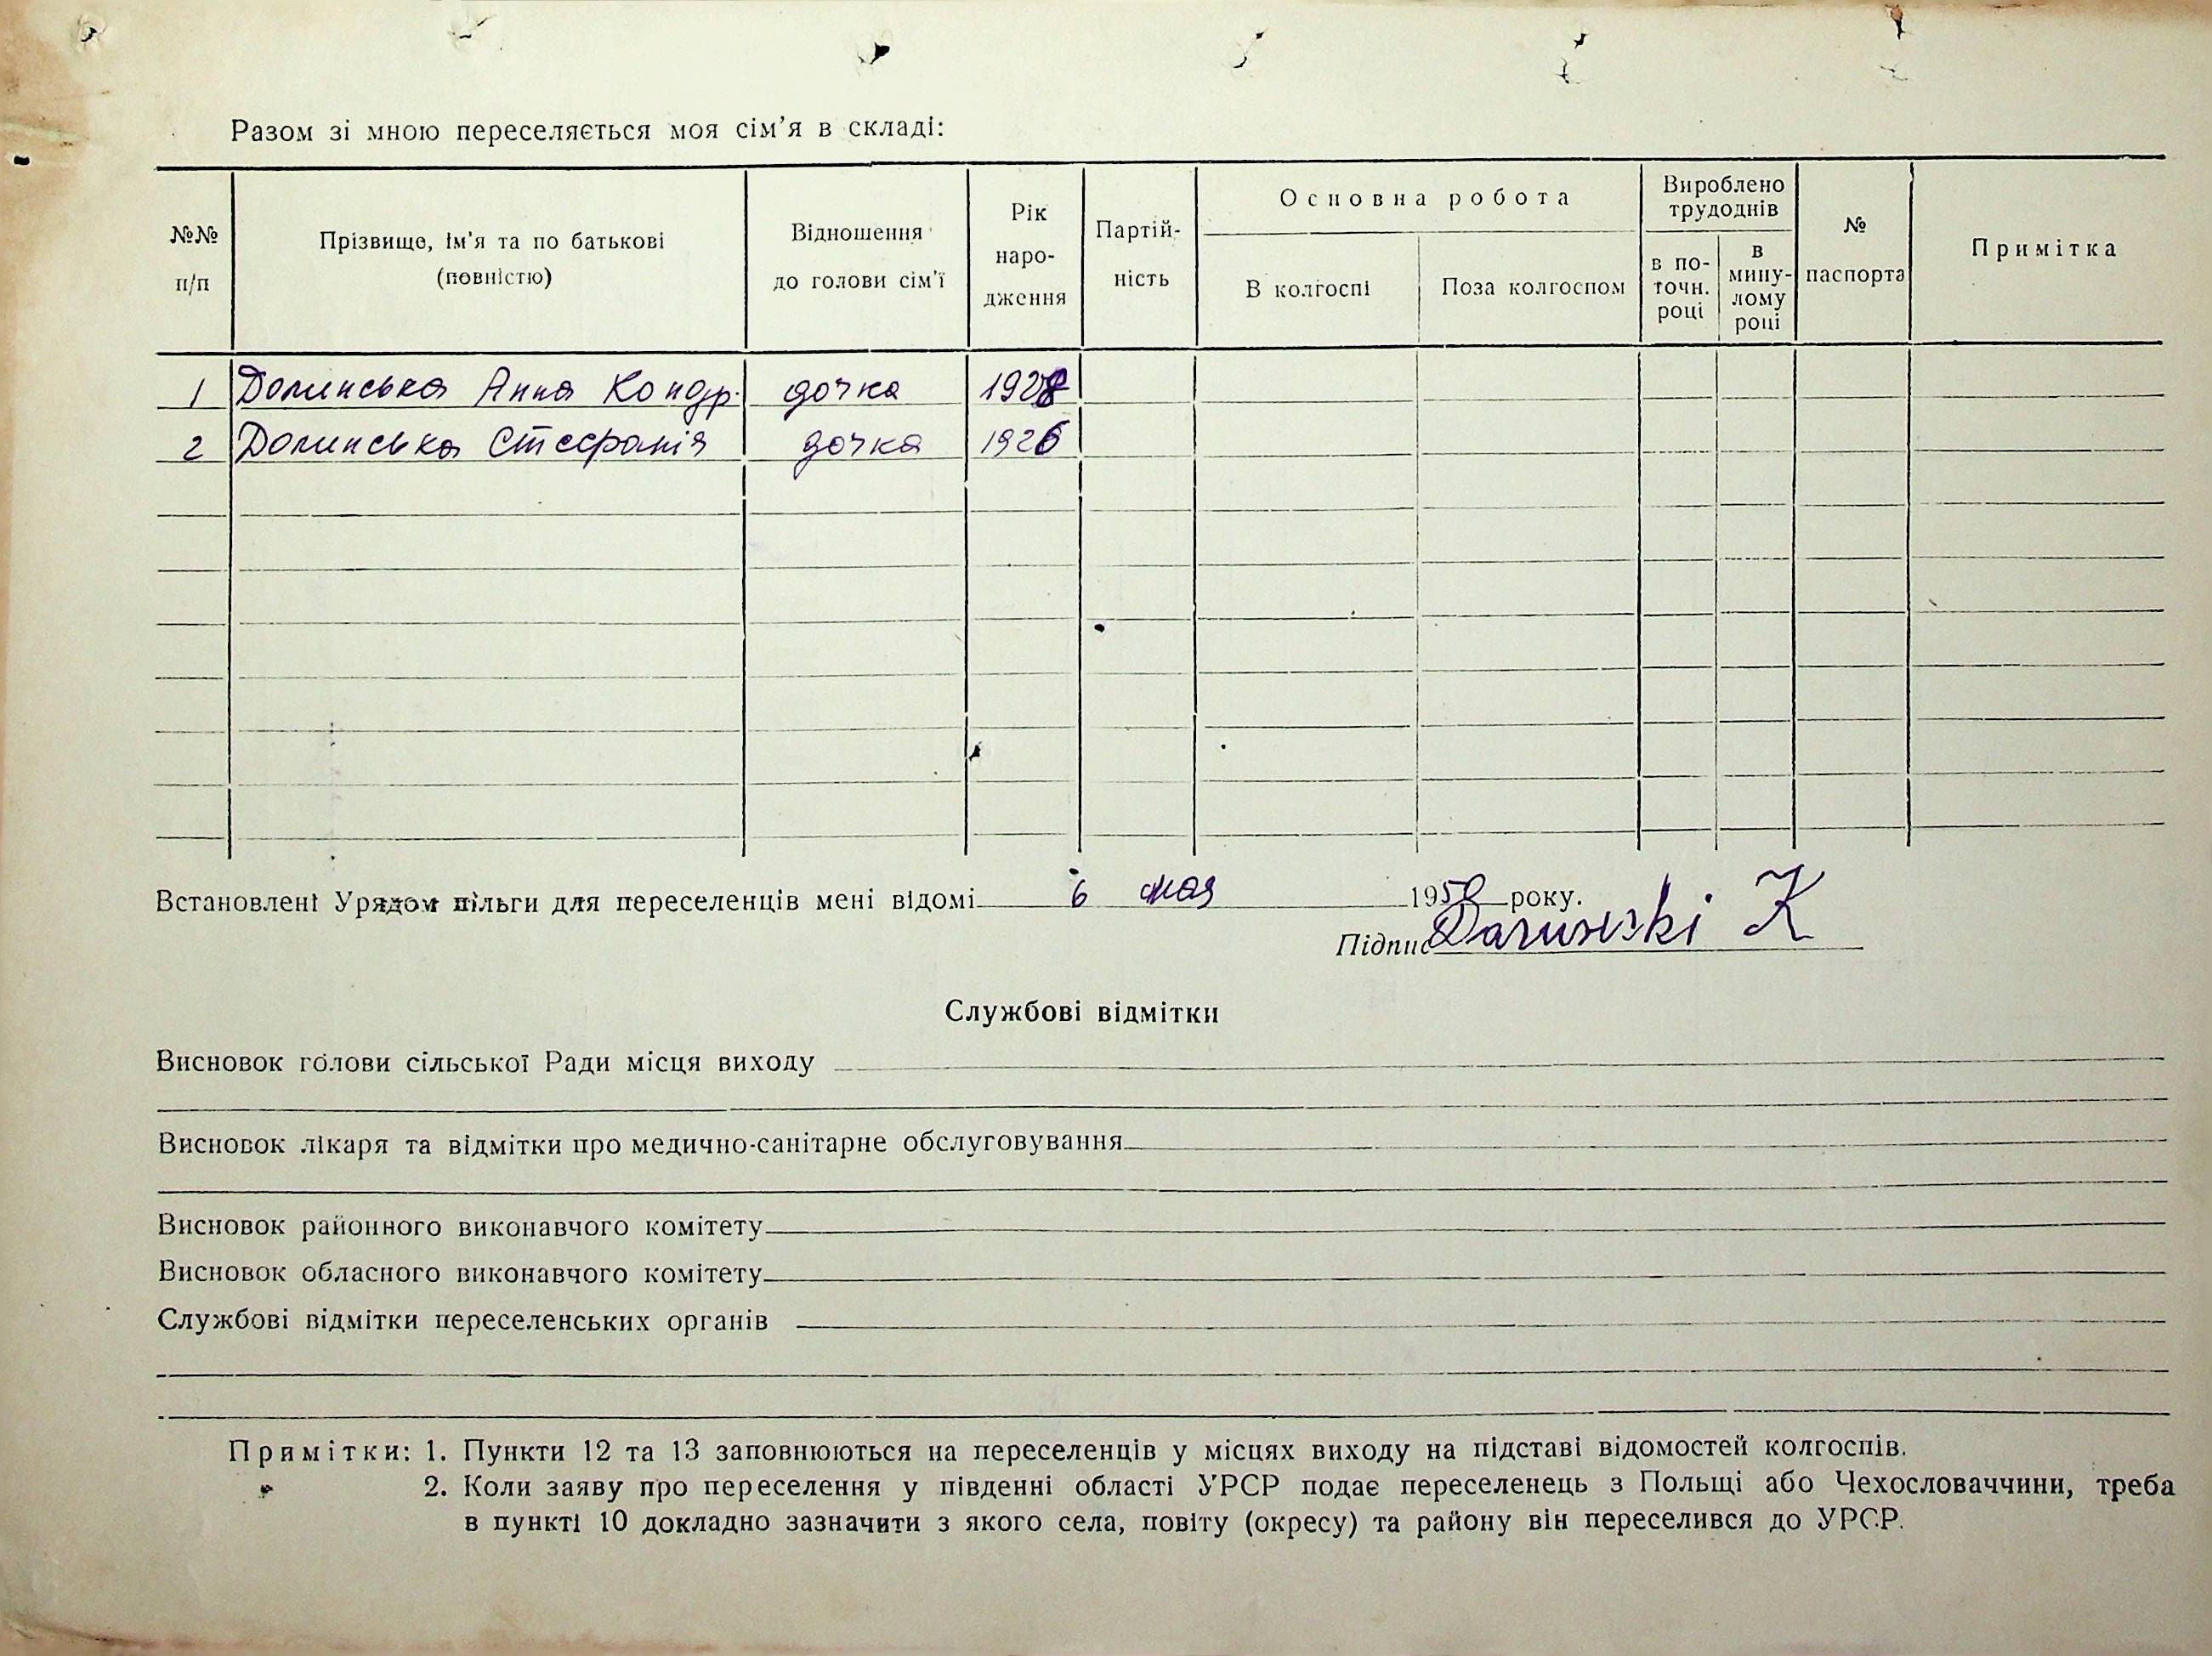 Разом зі мною переселяється моя сім'я в складі:
№№ п/п
Прізвище, ім'я та по батькові (повністю)
Відношення до голови сім'ї
Рік народження
Партійність
Основна робота
В колгоспі
Поза колгоспом
Вироблено трудоднів
в поточн. році
в минулому році
№ паспорта
Примітка
1 Долинська Анна Кондр. дочка 1928
2 Долинська Стефанія дочка 1926
Встановлені Урядом пільги для переселенців мені відомі 6 мая 1950 року.
Підпис K
Службові відмітки
Висновок голови сільської Ради місця виходу
Висновок лікаря та відмітки про медично-санітарне обслуговування
Висновок районного виконавчого комітету
Висновок обласного виконавчого комітету
Службові відмітки переселенських органів
Примітки: 1. Пункти 12 та 13 заповнюються на переселенців у місцях виходу на підставі відомостей колгоспів.
2. Коли заяву про переселення у південні області УРСР подає переселенець з Польщі або Чехословаччини, треба
в пункті 10 докладно зазначити з якого села, повіту (окресу) та району він переселився до УРСР.